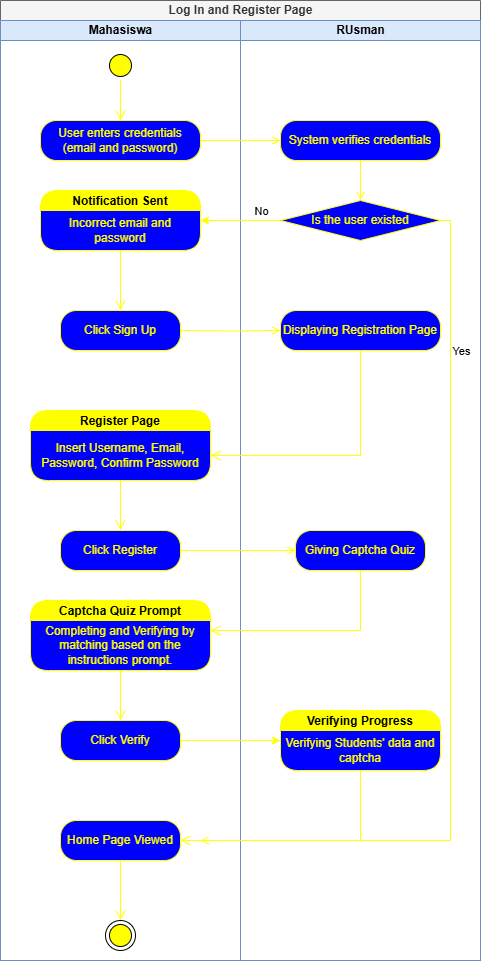 Log In and Register Page
Mahasiswa
RUsman
User enters credentials
(email and password)
System verifies credentials
Notification Sent
Incorrect email and
password
No
Is the user existed
Click Sign Up
Displaying Registration Page
Yes
Register Page
Insert Username, Email,
Password, Confirm Password
Click Register
Giving Captcha Quiz
Captcha Quiz Prompt
Completing and Verifying by
matching based on the
instructions prompt.
Click Verify
Verifying Progress
Verifying Students' data and
captcha
Home Page Viewed